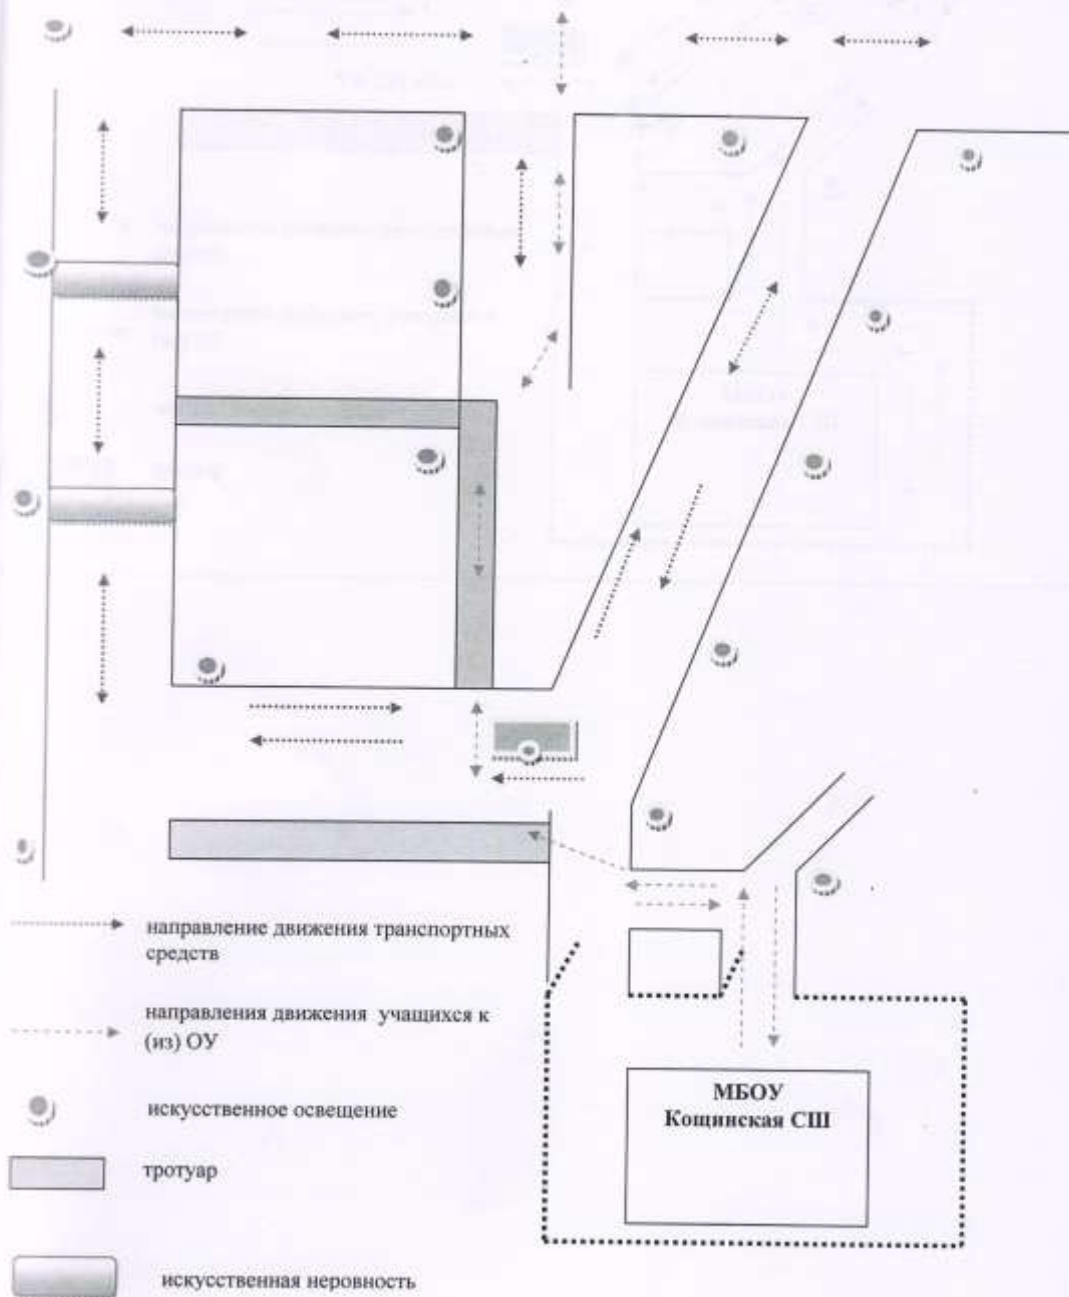 направление движения транспортных
средств
направления движения учащихся к
(из) ОУ
искусственное освещение
тротуар
искусственная неровность
МБОУ
Кощинская СШ